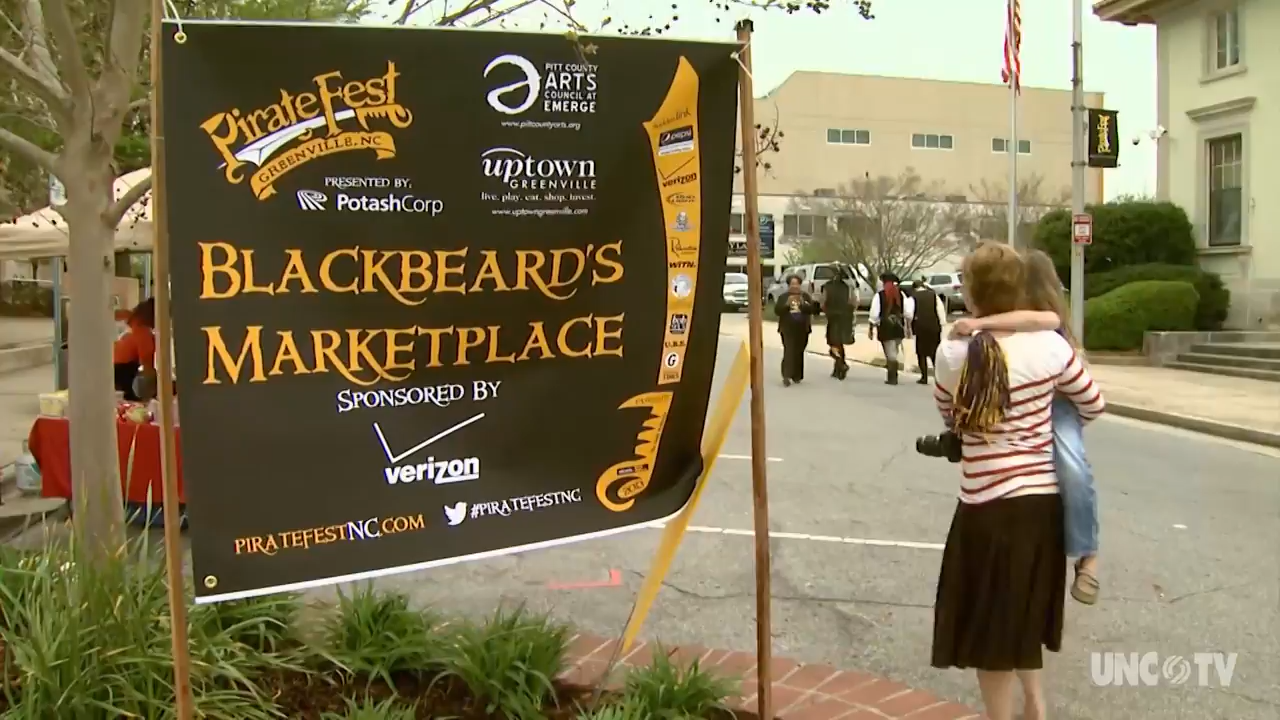 PirateFest
GREENVILLE, NC
PRESENTED BY,
PotashCorp
PITT COUNTY
ARTS
COUNCIL AT
EMERGE
www.pittcountyarts.org
uptown
GREENVILLE
live. play. eat. shop. invest.
www.uptowngreenville.com
BLACKBEARD'S
MARKETPLACE
SPONSORED BY
verizon
PIRATEFESTNC.COM
#PIRATEFESTNC
pepsi
verizon
WITN.
U.B.E.
G
2013
UNC TV